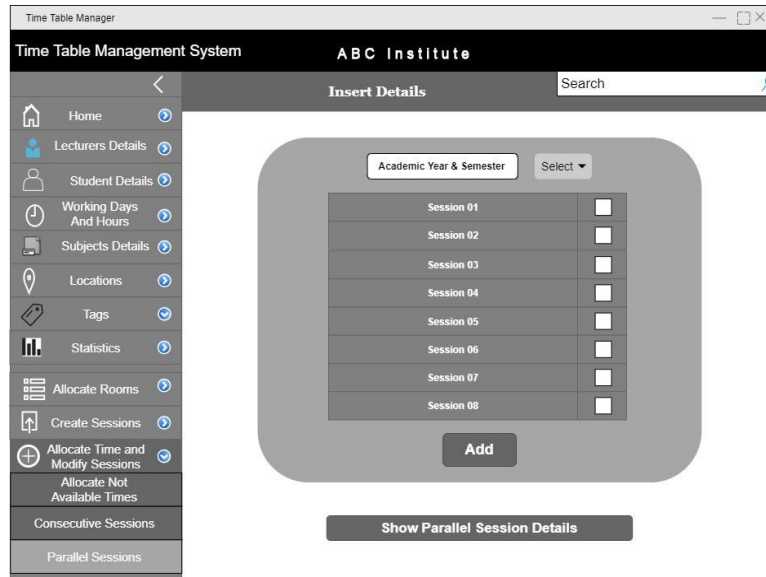 Time Table Manager
Time Table Management System
ABC Institute
Insert Details
Search
Home
Lecturers Details
Student Details
Working Days
And Hours
Subjects Details
Locations
Tags
Statistics
Allocate Rooms
Create Sessions
Allocate Time and
Modify Sessions
Allocate Not
Available Times
Consecutive Sessions
Parallel Sessions
Academic Year & Semester
Select
Session 01
Session 02
Session 03
Session 04
Session 05
Session 06
Session 07
Session 08
Add
Show Parallel Session Details